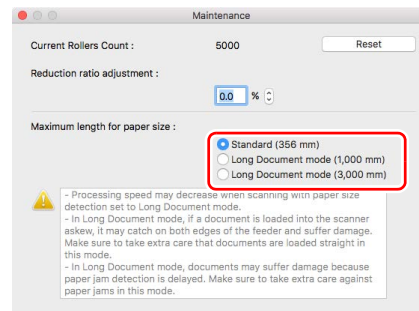 Maintenance
Current Rollers Count :
5000
Reset
Reduction ratio adjustment :
0.0 %
Maximum length for paper size :
Standard (356 mm)
Long Document mode (1,000 mm)
Long Document mode (3,000 mm)
- Processing speed may decrease when scanning with paper size
detection set to Long Document mode.
- In Long Document mode, if a document is loaded into the scanner
askew, it may catch on both edges of the feeder and suffer damage.
Make sure to take extra care that documents are loaded straight in
this mode.
- In Long Document mode, documents may suffer damage because
paper jam detection is delayed. Make sure to take extra care against
paper jams in this mode.